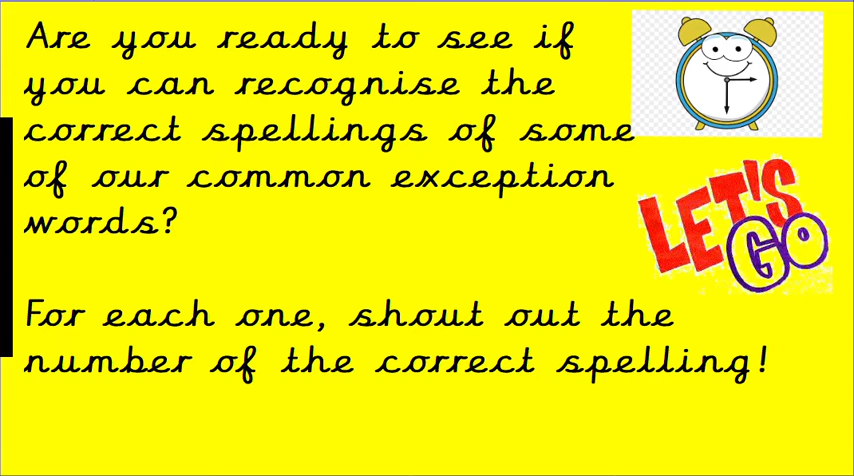 Are you ready to see if
you can recognise the
correct spellings of some
of our common exception
words?
LET'S
GO
For each one, shout out the
number of the correct spelling!